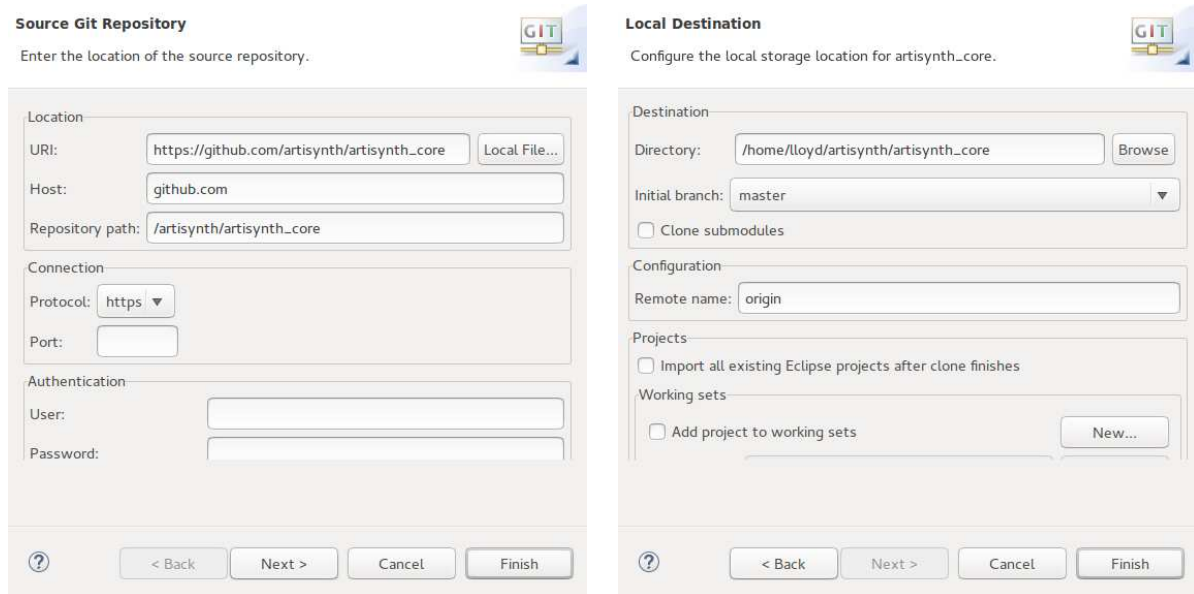 Source Git Repository
Enter the location of the source repository.
GIT
Location
URI: https://github.com/artisynth/artisynth_core Local File...
Host: github.com
Repository path: /artisynth/artisynth_core
Connection
Protocol: https
Port:
Authentication
User:
Password:
? < Back Next > Cancel Finish
Local Destination
Configure the local storage location for artisynth_core.
GIT
Destination
Directory: /home/lloyd/artisynth/artisynth_core Browse
Initial branch: master
Clone submodules
Configuration
Remote name: origin
Projects
Import all existing Eclipse projects after clone finishes
Working sets
Add project to working sets New...
? < Back Next > Cancel Finish